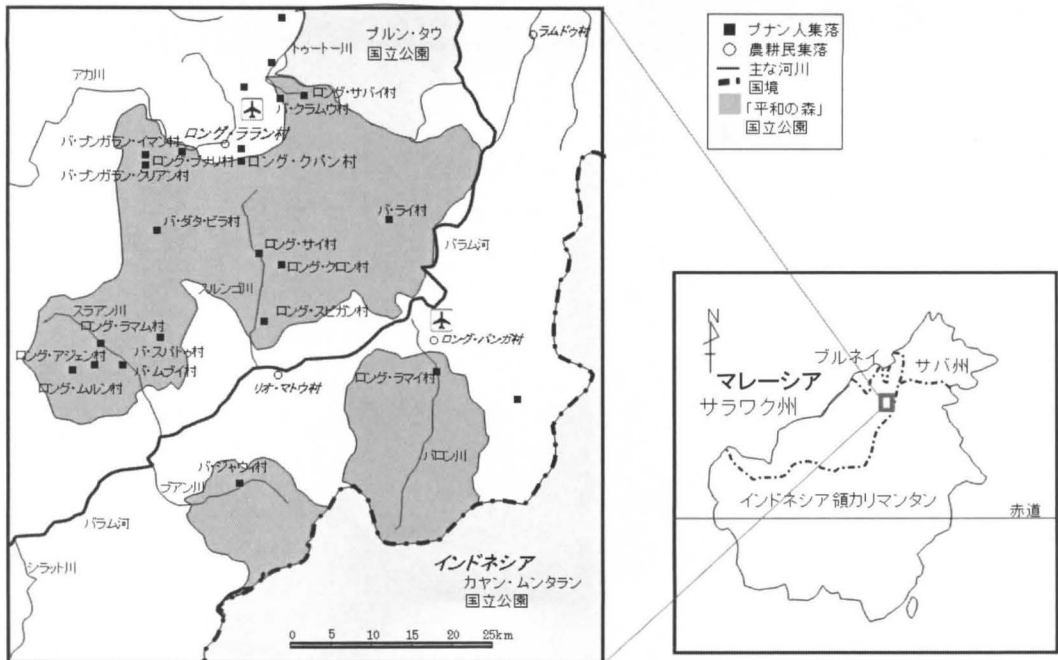 ラムドゥ村
ブルン・タウ
国立公園
トゥートー川
アカ川
ロング・サバイ村
バ・クラムウ村
ロング・ララン村
バ・ブンガラン・イマン村
ロング・クバン村
バ・ブンガラン・クリアン村
バ・ライ村
バ・ダタ・ビラ村
バラム河
ロング・サイ村
ロング・クロン村
スルンゴ川
スラアン川
ロング・スピガン村
ロング・ラマム村
ロング・バンガ村
バ・スバトゥ村
ロング・アジェン村
バ・ムブイ村
ロング・ラマイ村
リオ・マトウ村
ロング・ムルン村
バロン川
バ・ジャウィ村
ブアン川
バラム河
シラット川
インドネシア
カヤン・ムンタラン
国立公園
0 5 10 15 20 25km
プナン人集落
農耕民集落
主な河川
国境
「平和の森」
国立公園
N
ブルネイ
サバ州
マレーシア
サラワク州
インドネシア領カリマンタン
赤道